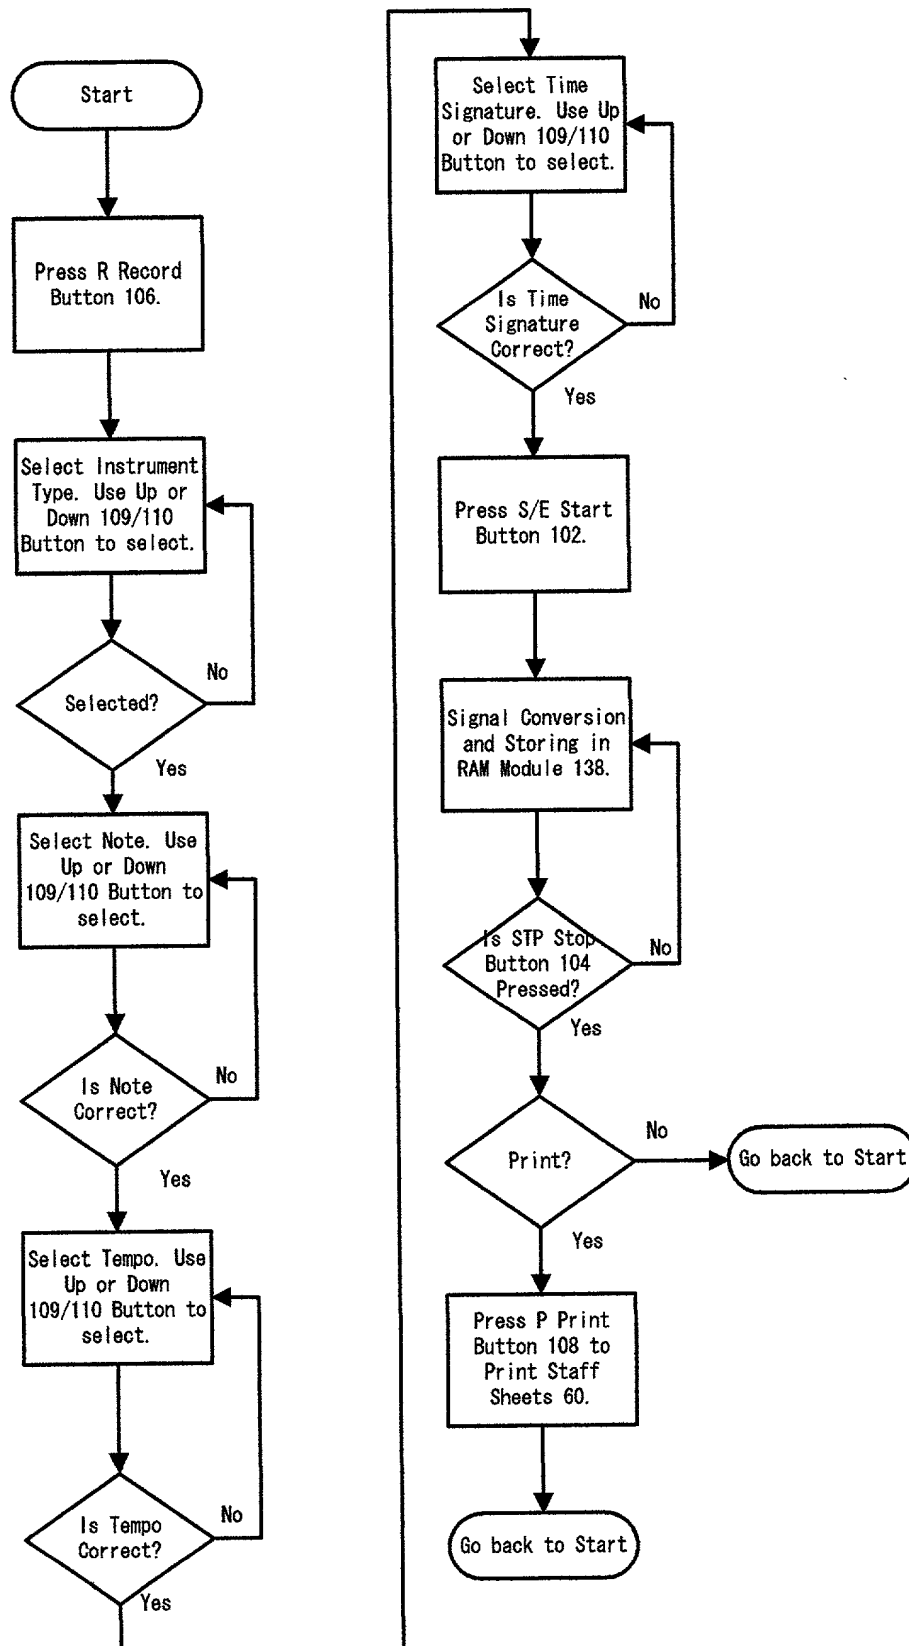 Start
Press R Record
Button 106.
Select Instrument
Type. Use Up or
Down 109/110
Button to select.
No
Selected?
Yes
Select Note. Use
Up or Down
109/110 Button to
select.
No
Is Note
Correct?
Yes
Select Tempo. Use
Up or Down
109/110 Button to
select.
No
Is Tempo
Correct?
Yes
Select Time
Signature. Use Up
or Down 109/110
Button to select.
No
Is Time
Signature
Correct?
Yes
Press S/E Start
Button 102.
Signal Conversion
and Storing in
RAM Module 138.
Is STP Stop
Button 104
Pressed?
No
Yes
No
Print?
Go back to Start
Yes
Press P Print
Button 108 to
Print Staff
Sheets 60.
Go back to Start